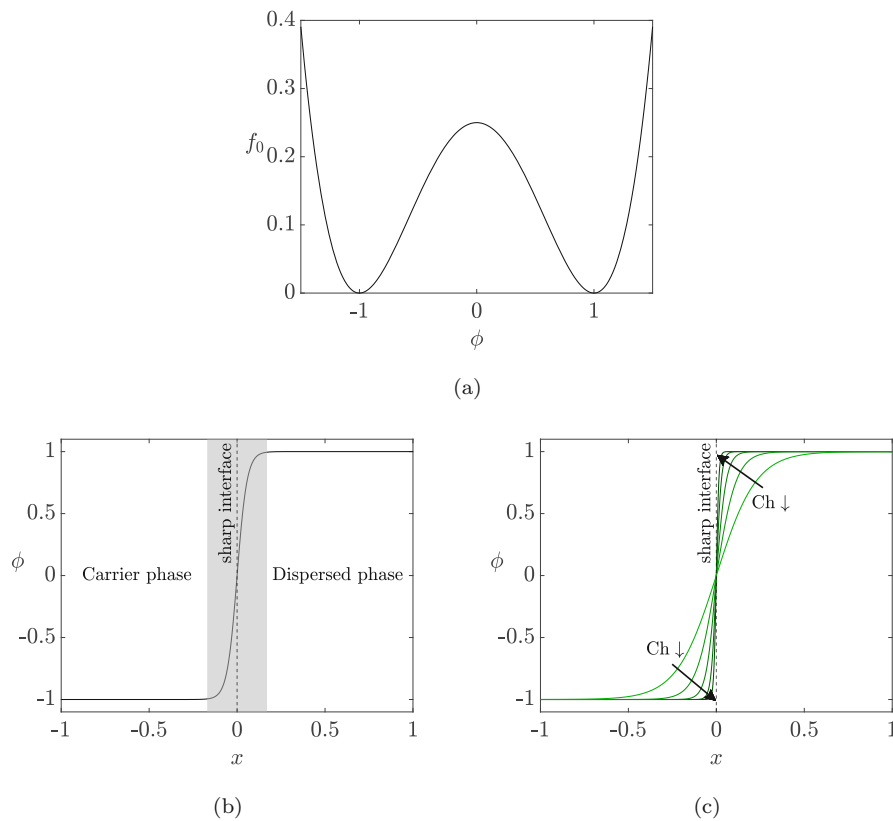 0.4
0.3
f₀
0.2
0.1
0
-1
0
1
ϕ
(a)
1
0.5
ϕ
0
-0.5
-1
sharp interface
Carrier phase
Dispersed phase
-1
-0.5
0
0.5
1
x
(b)
1
0.5
ϕ
0
-0.5
-1
sharp interface
Ch ↓
Ch ↓
-1
-0.5
0
0.5
1
x
(c)